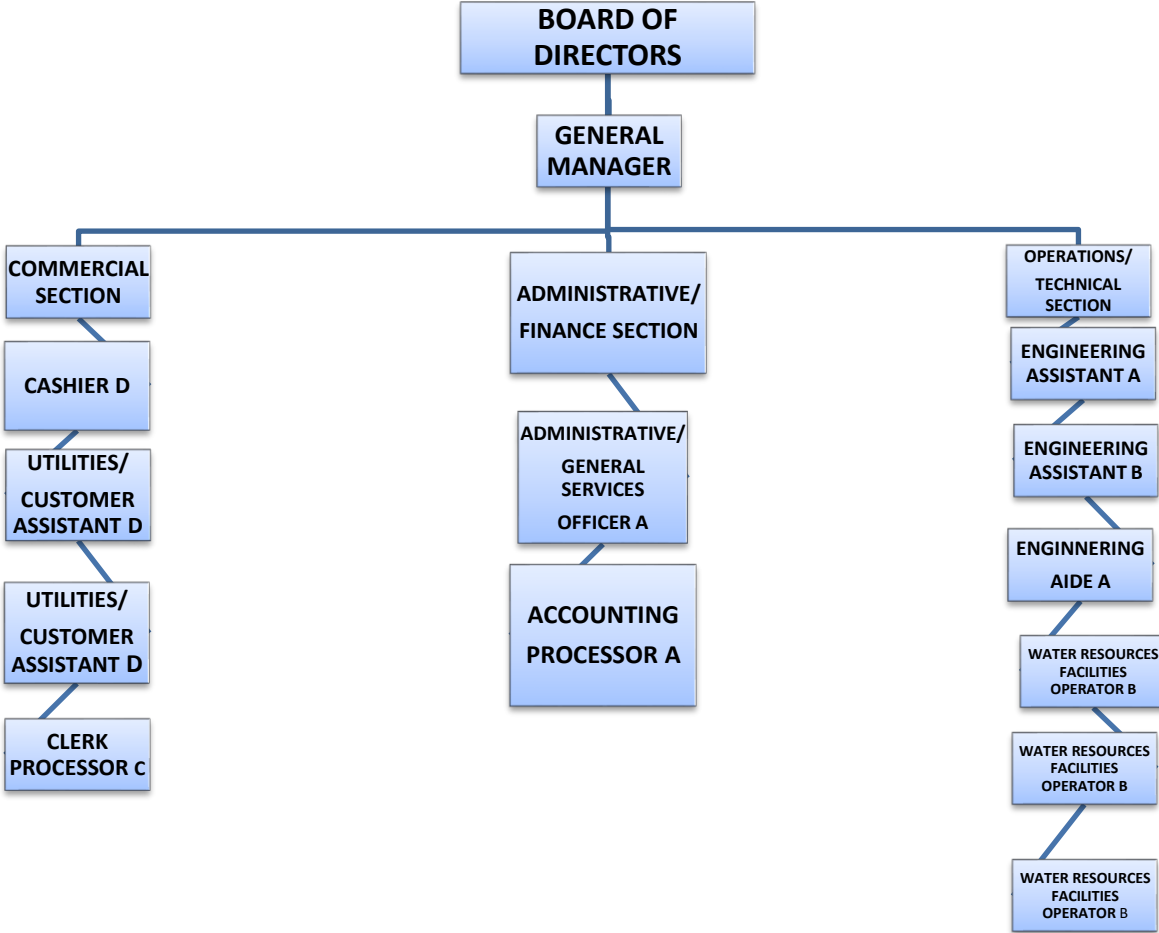 BOARD OF
DIRECTORS
GENERAL
MANAGER
COMMERCIAL
SECTION
CASHIER D
UTILITIES/
CUSTOMER
ASSISTANT D
UTILITIES/
CUSTOMER
ASSISTANT D
CLERK
PROCESSOR C
ADMINISTRATIVE/
FINANCE SECTION
ADMINISTRATIVE/
GENERAL
SERVICES
OFFICER A
ACCOUNTING
PROCESSOR A
OPERATIONS/
TECHNICAL
SECTION
ENGINEERING
ASSISTANT A
ENGINEERING
ASSISTANT B
ENGINNERING
AIDE A
WATER RESOURCES
FACILITIES
OPERATOR B
WATER RESOURCES
FACILITIES
OPERATOR B
WATER RESOURCES
FACILITIES
OPERATOR B